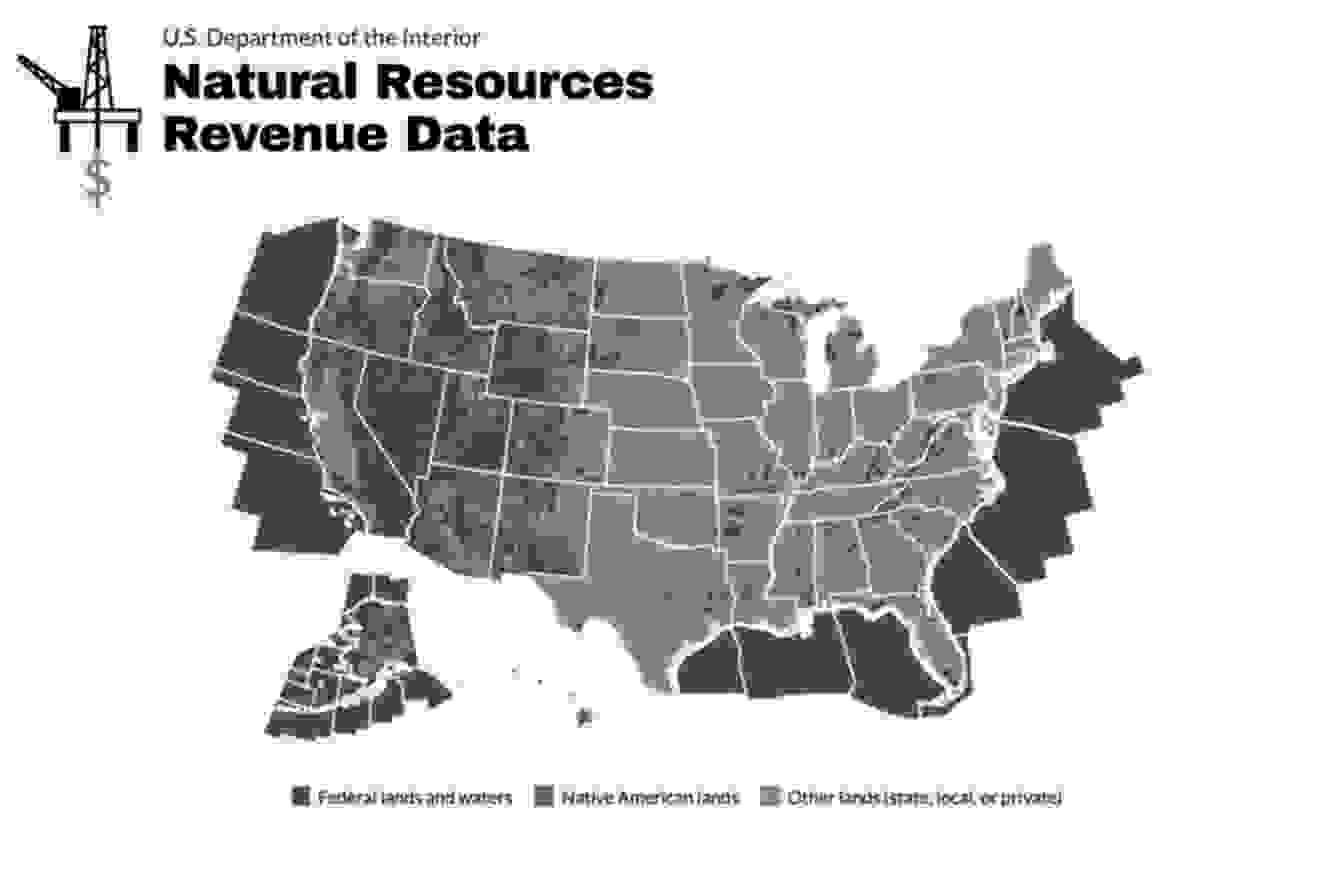 U.S. Department of the Interior
Natural Resources
Revenue Data
$
Federal lands and waters
Native American lands
Other lands (state, local, or private)